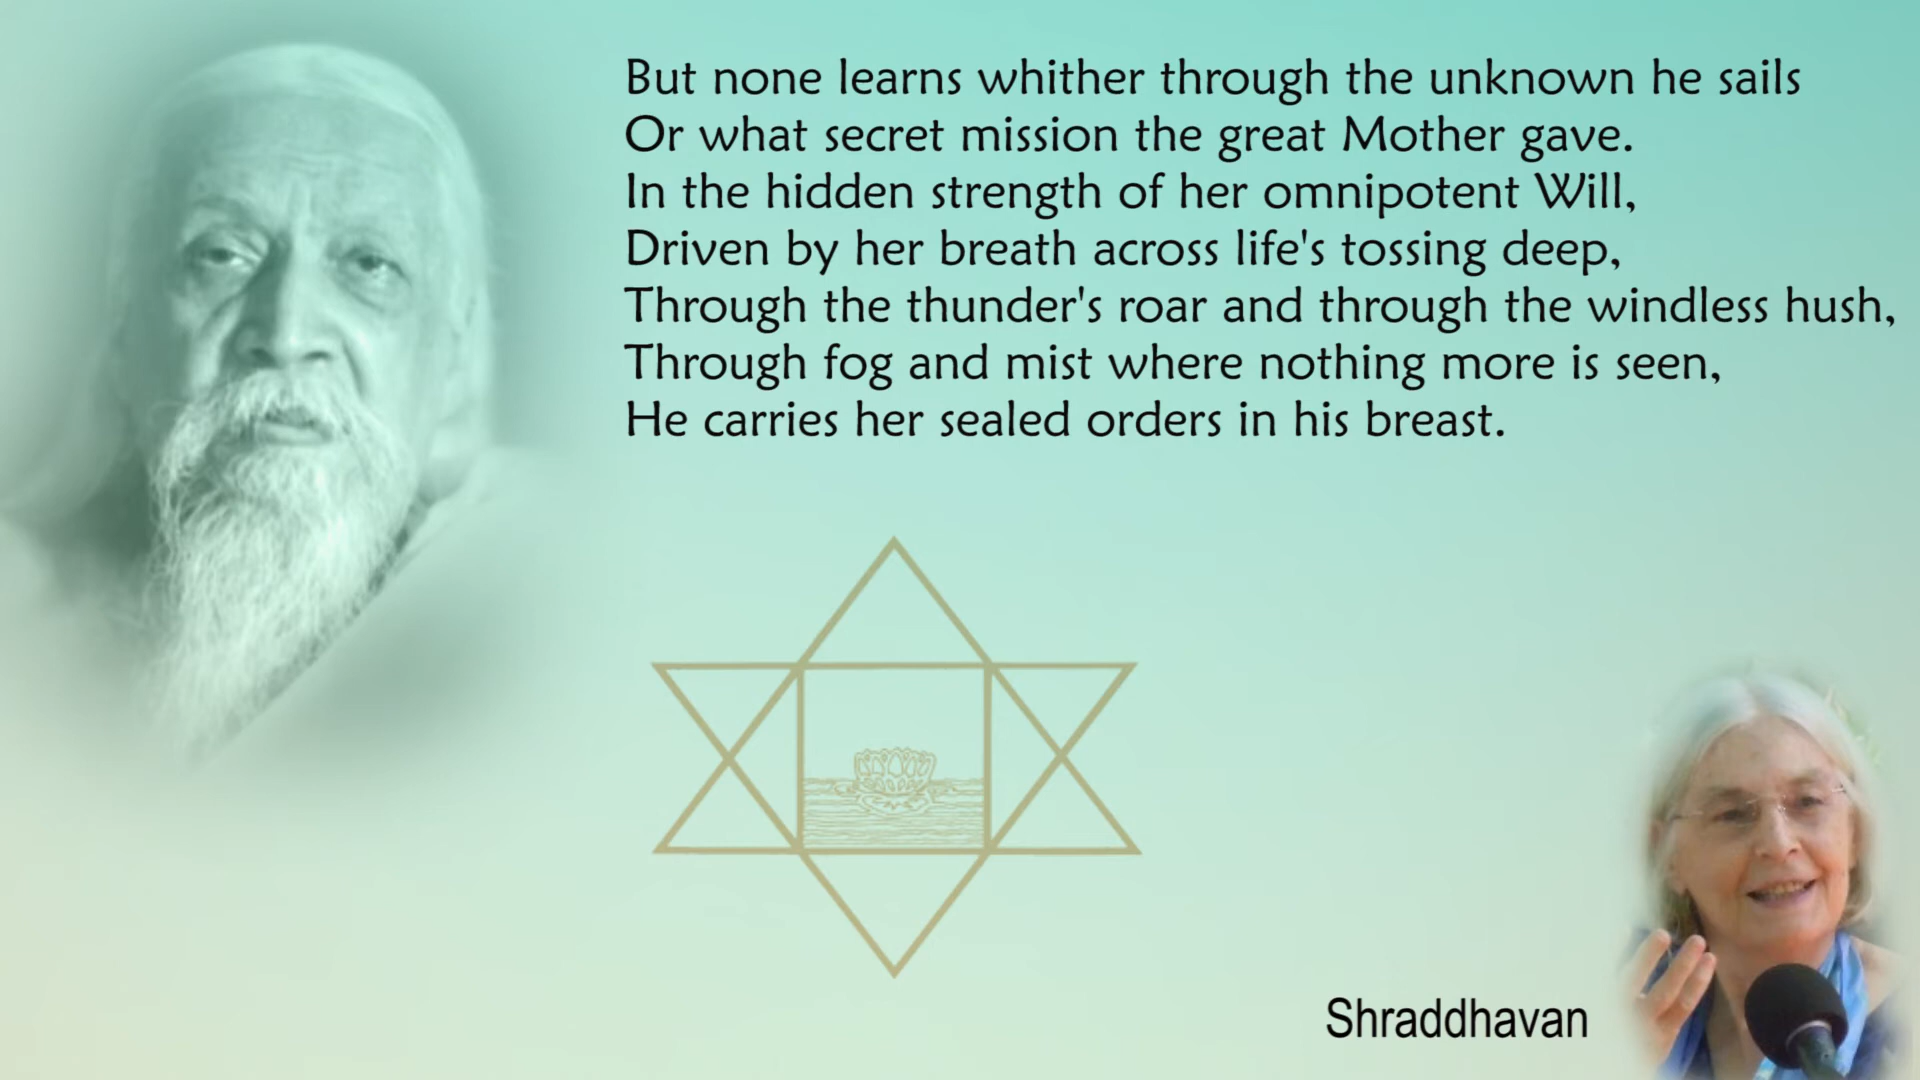 But none learns whither through the unknown he sails
Or what secret mission the great Mother gave.
In the hidden strength of her omnipotent Will,
Driven by her breath across life's tossing deep,
Through the thunder's roar and through the windless hush,
Through fog and mist where nothing more is seen,
He carries her sealed orders in his breast.
Shraddhavan